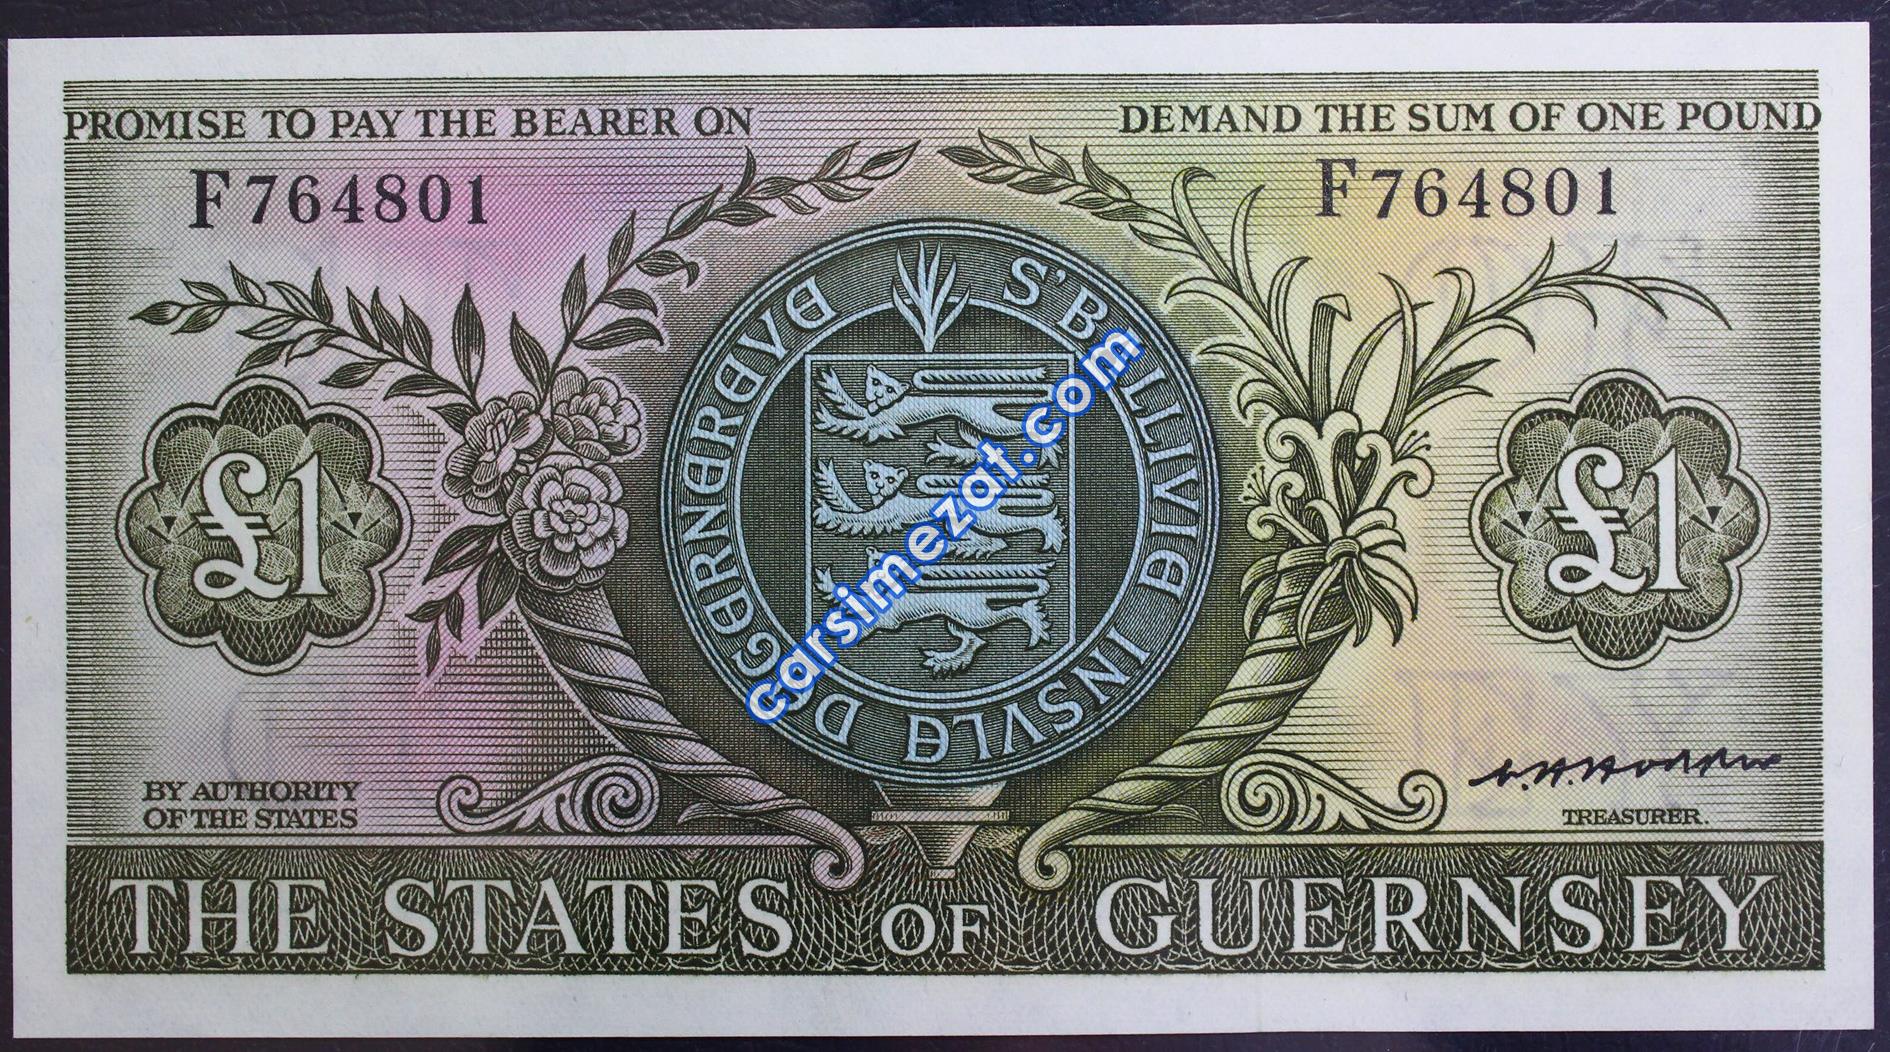 PROMISE TO PAY THE BEARER ON DEMAND THE SUM OF ONE POUND
F764801 F764801
S'BALLIVIE INSVLE DE GERNEREVE
£1 £1
carsimezat.com
BY AUTHORITY
OF THE STATES
TREASURER.
THE STATES OF GUERNSEY